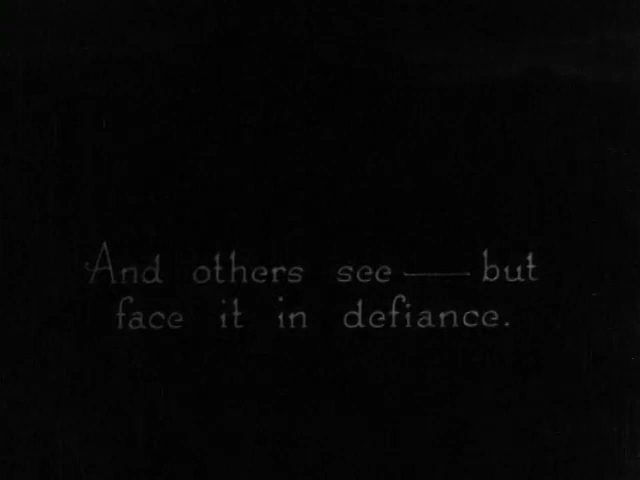 And others see — but
face it in defiance.